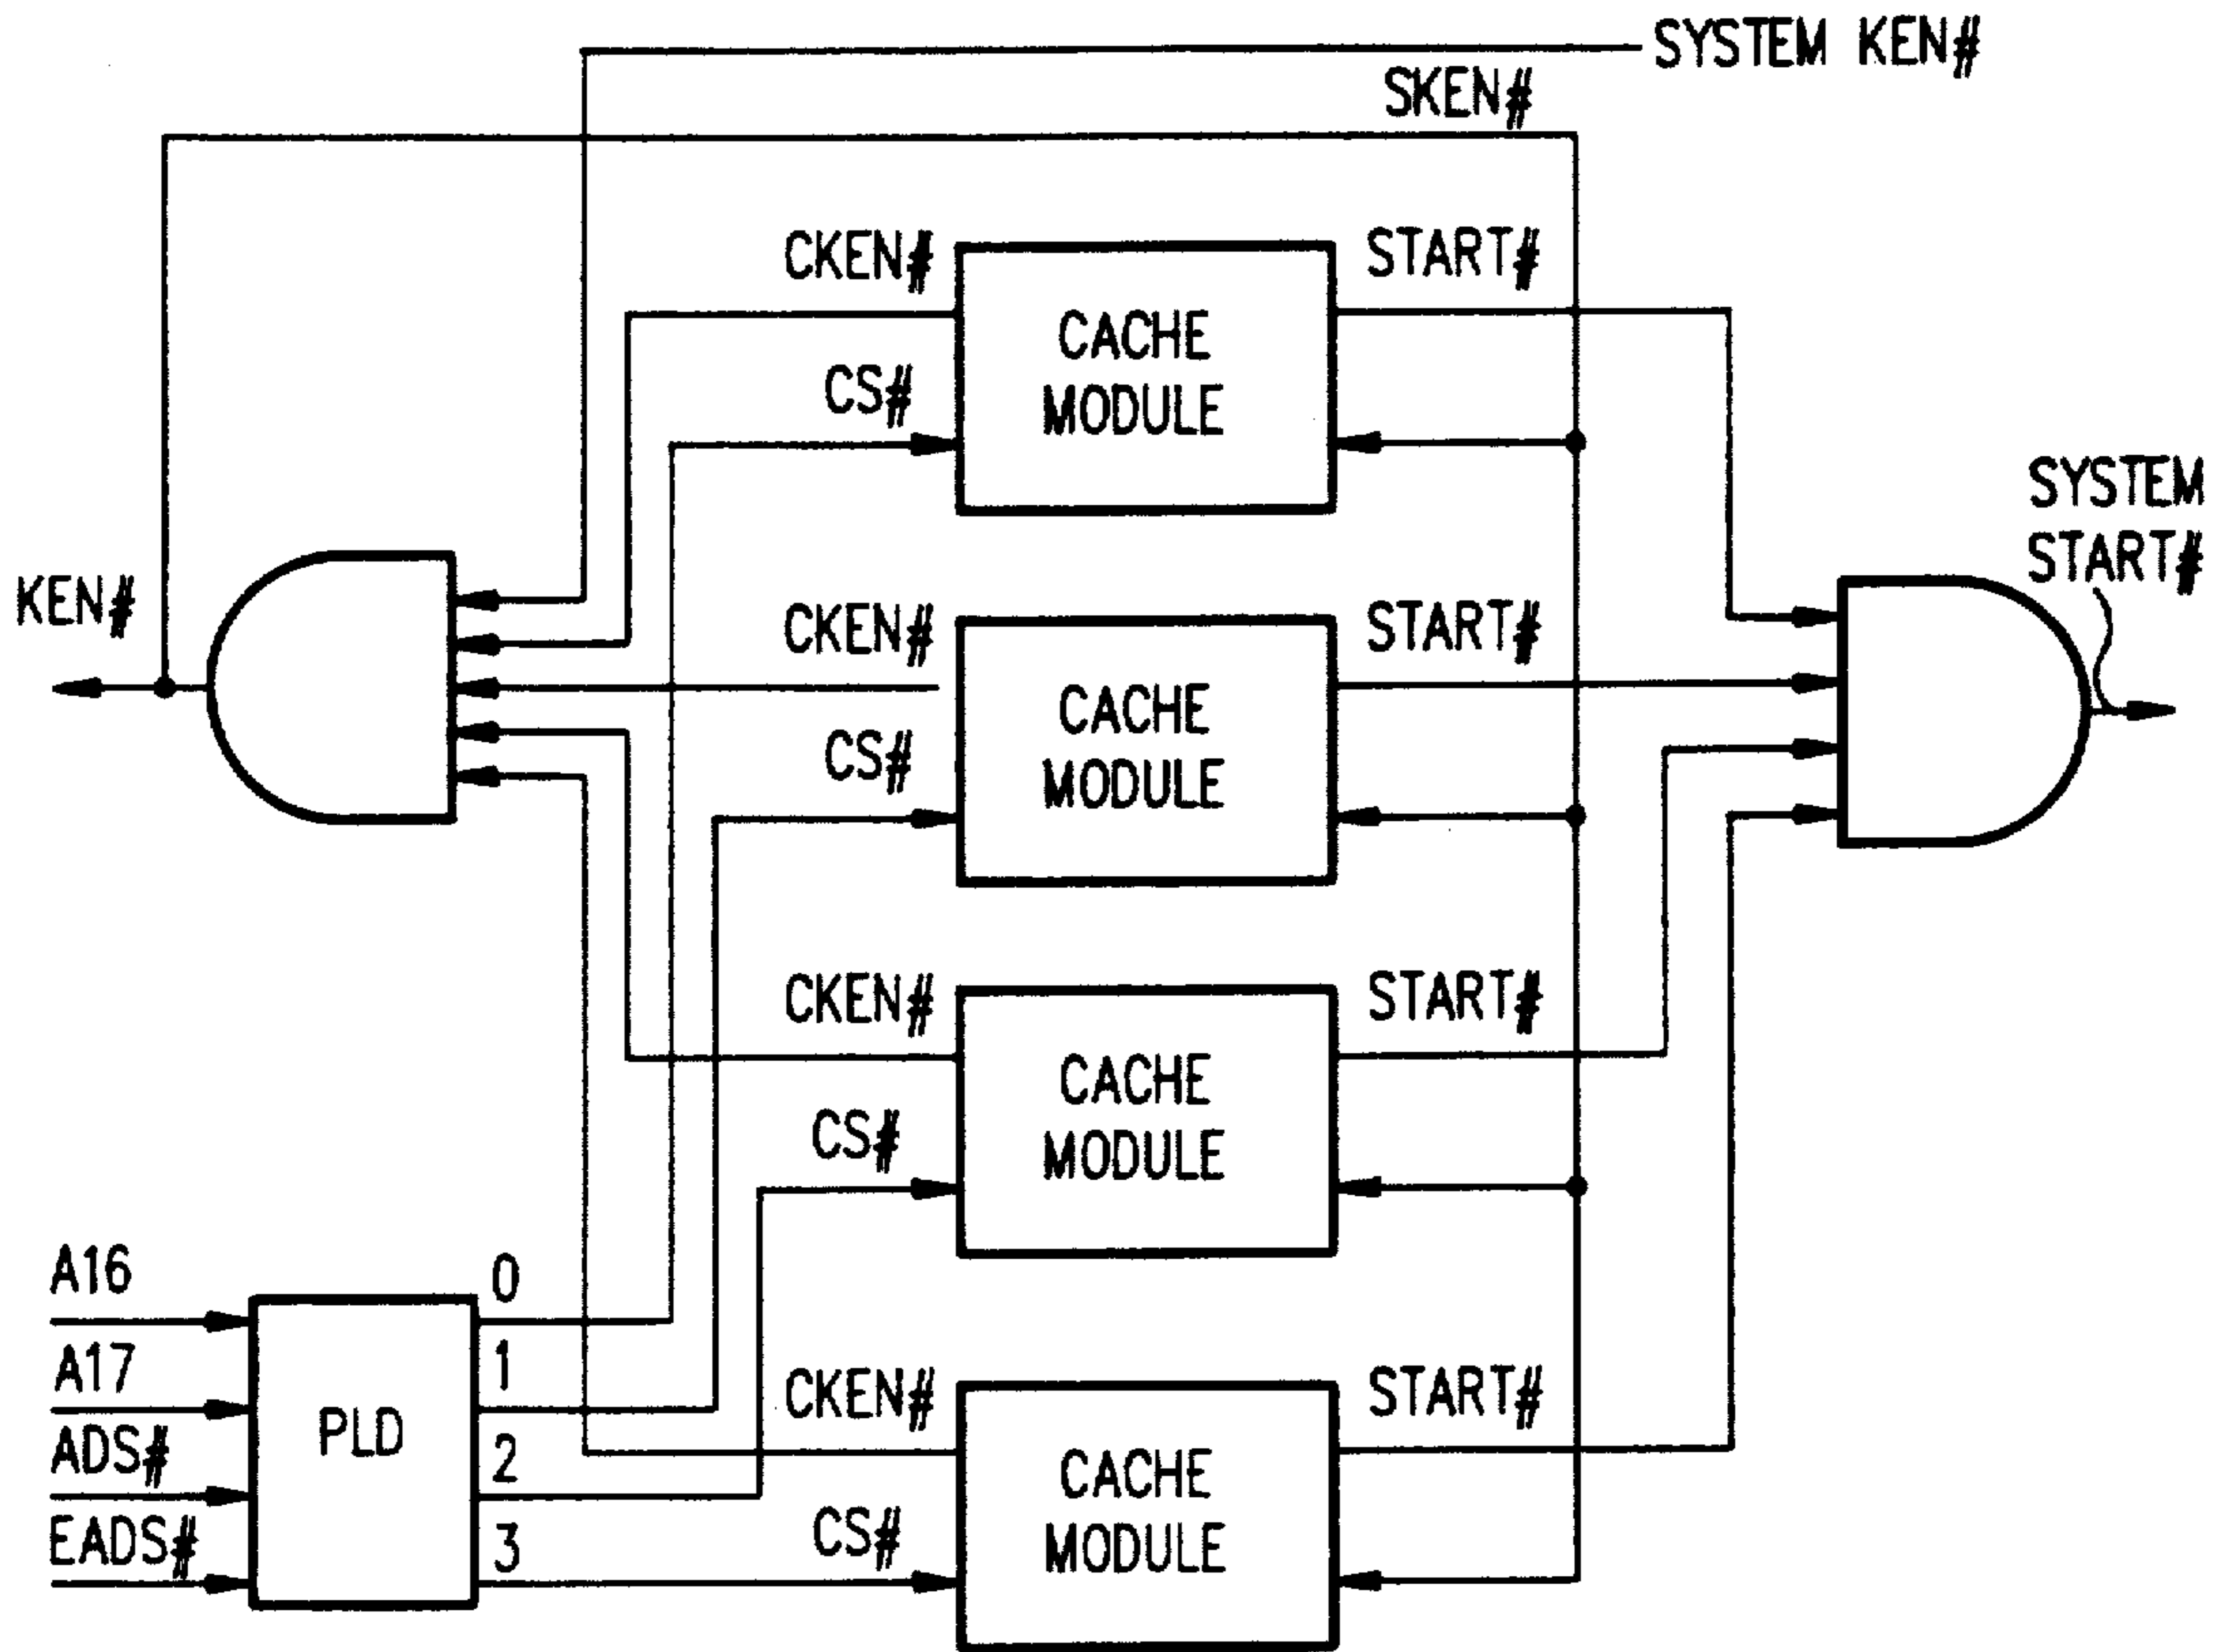 SYSTEM KEN#
SKEN#
CKEN#
START#
CACHE
MODULE
CS#
SYSTEM
START#
KEN#
CKEN#
START#
CACHE
MODULE
CS#
CKEN#
START#
CACHE
MODULE
CS#
A16
0
A17
1
PLD
ADS#
2
EADS#
3
CKEN#
START#
CACHE
MODULE
CS#